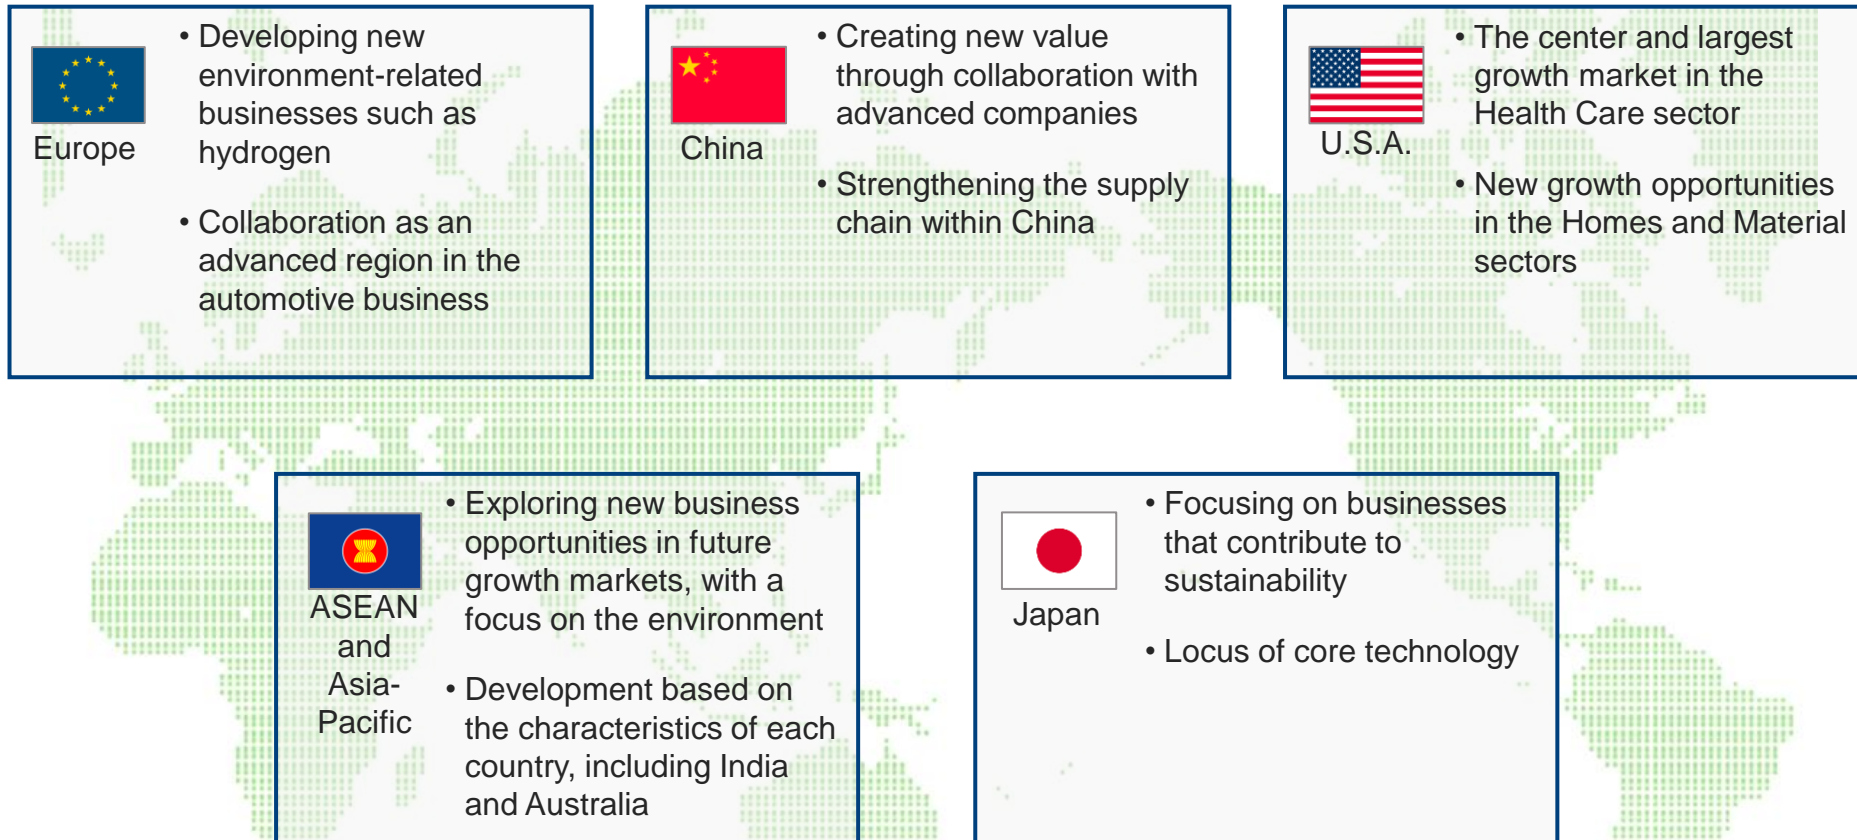 Europe
• Developing new
environment-related
businesses such as
hydrogen
• Collaboration as an
advanced region in the
automotive business
China
• Creating new value
through collaboration with
advanced companies
• Strengthening the supply
chain within China
U.S.A.
• The center and largest
growth market in the
Health Care sector
• New growth opportunities
in the Homes and Material
sectors
ASEAN
and
Asia-
Pacific
• Exploring new business
opportunities in future
growth markets, with a
focus on the environment
• Development based on
the characteristics of each
country, including India
and Australia
Japan
• Focusing on businesses
that contribute to
sustainability
• Locus of core technology